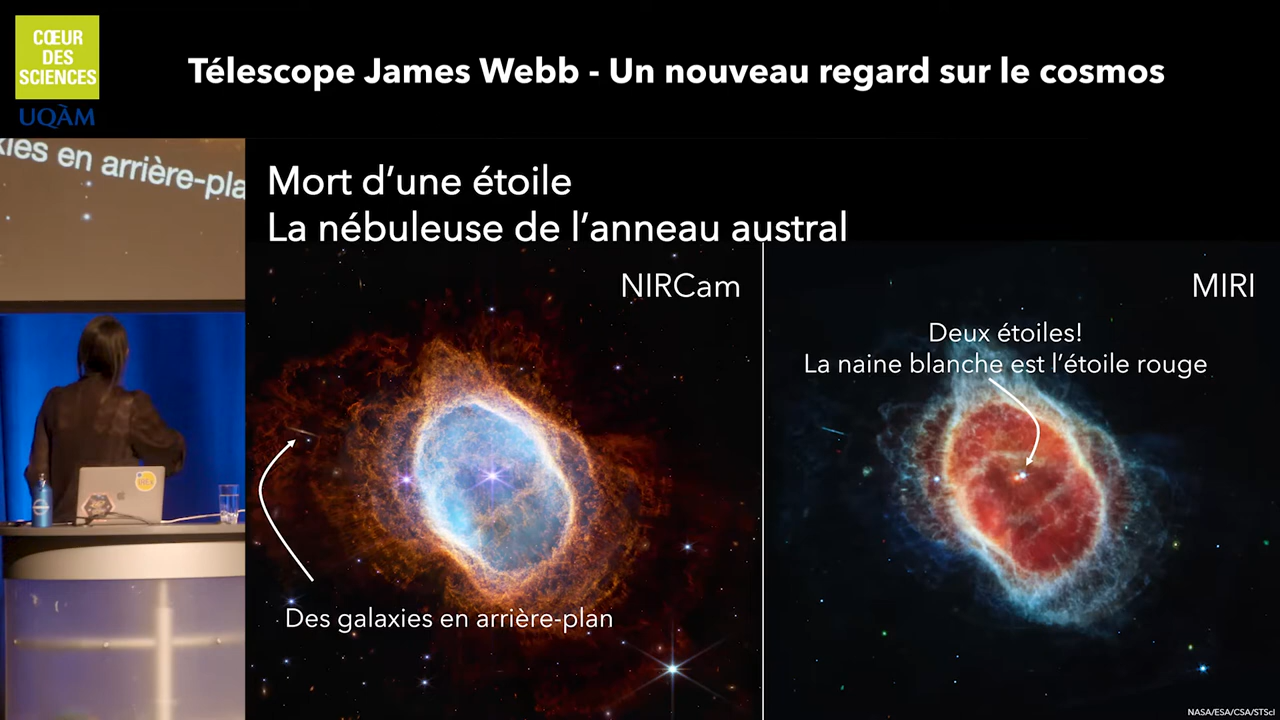 CŒUR
DES
SCIENCES
UQÀM
Télescope James Webb - Un nouveau regard sur le cosmos
en arrière-pla
Mort d’une étoile
La nébuleuse de l’anneau austral
NIRCam
MIRI
Deux étoiles!
La naine blanche est l’étoile rouge
Des galaxies en arrière-plan
NASA/ESA/CSA/STScI